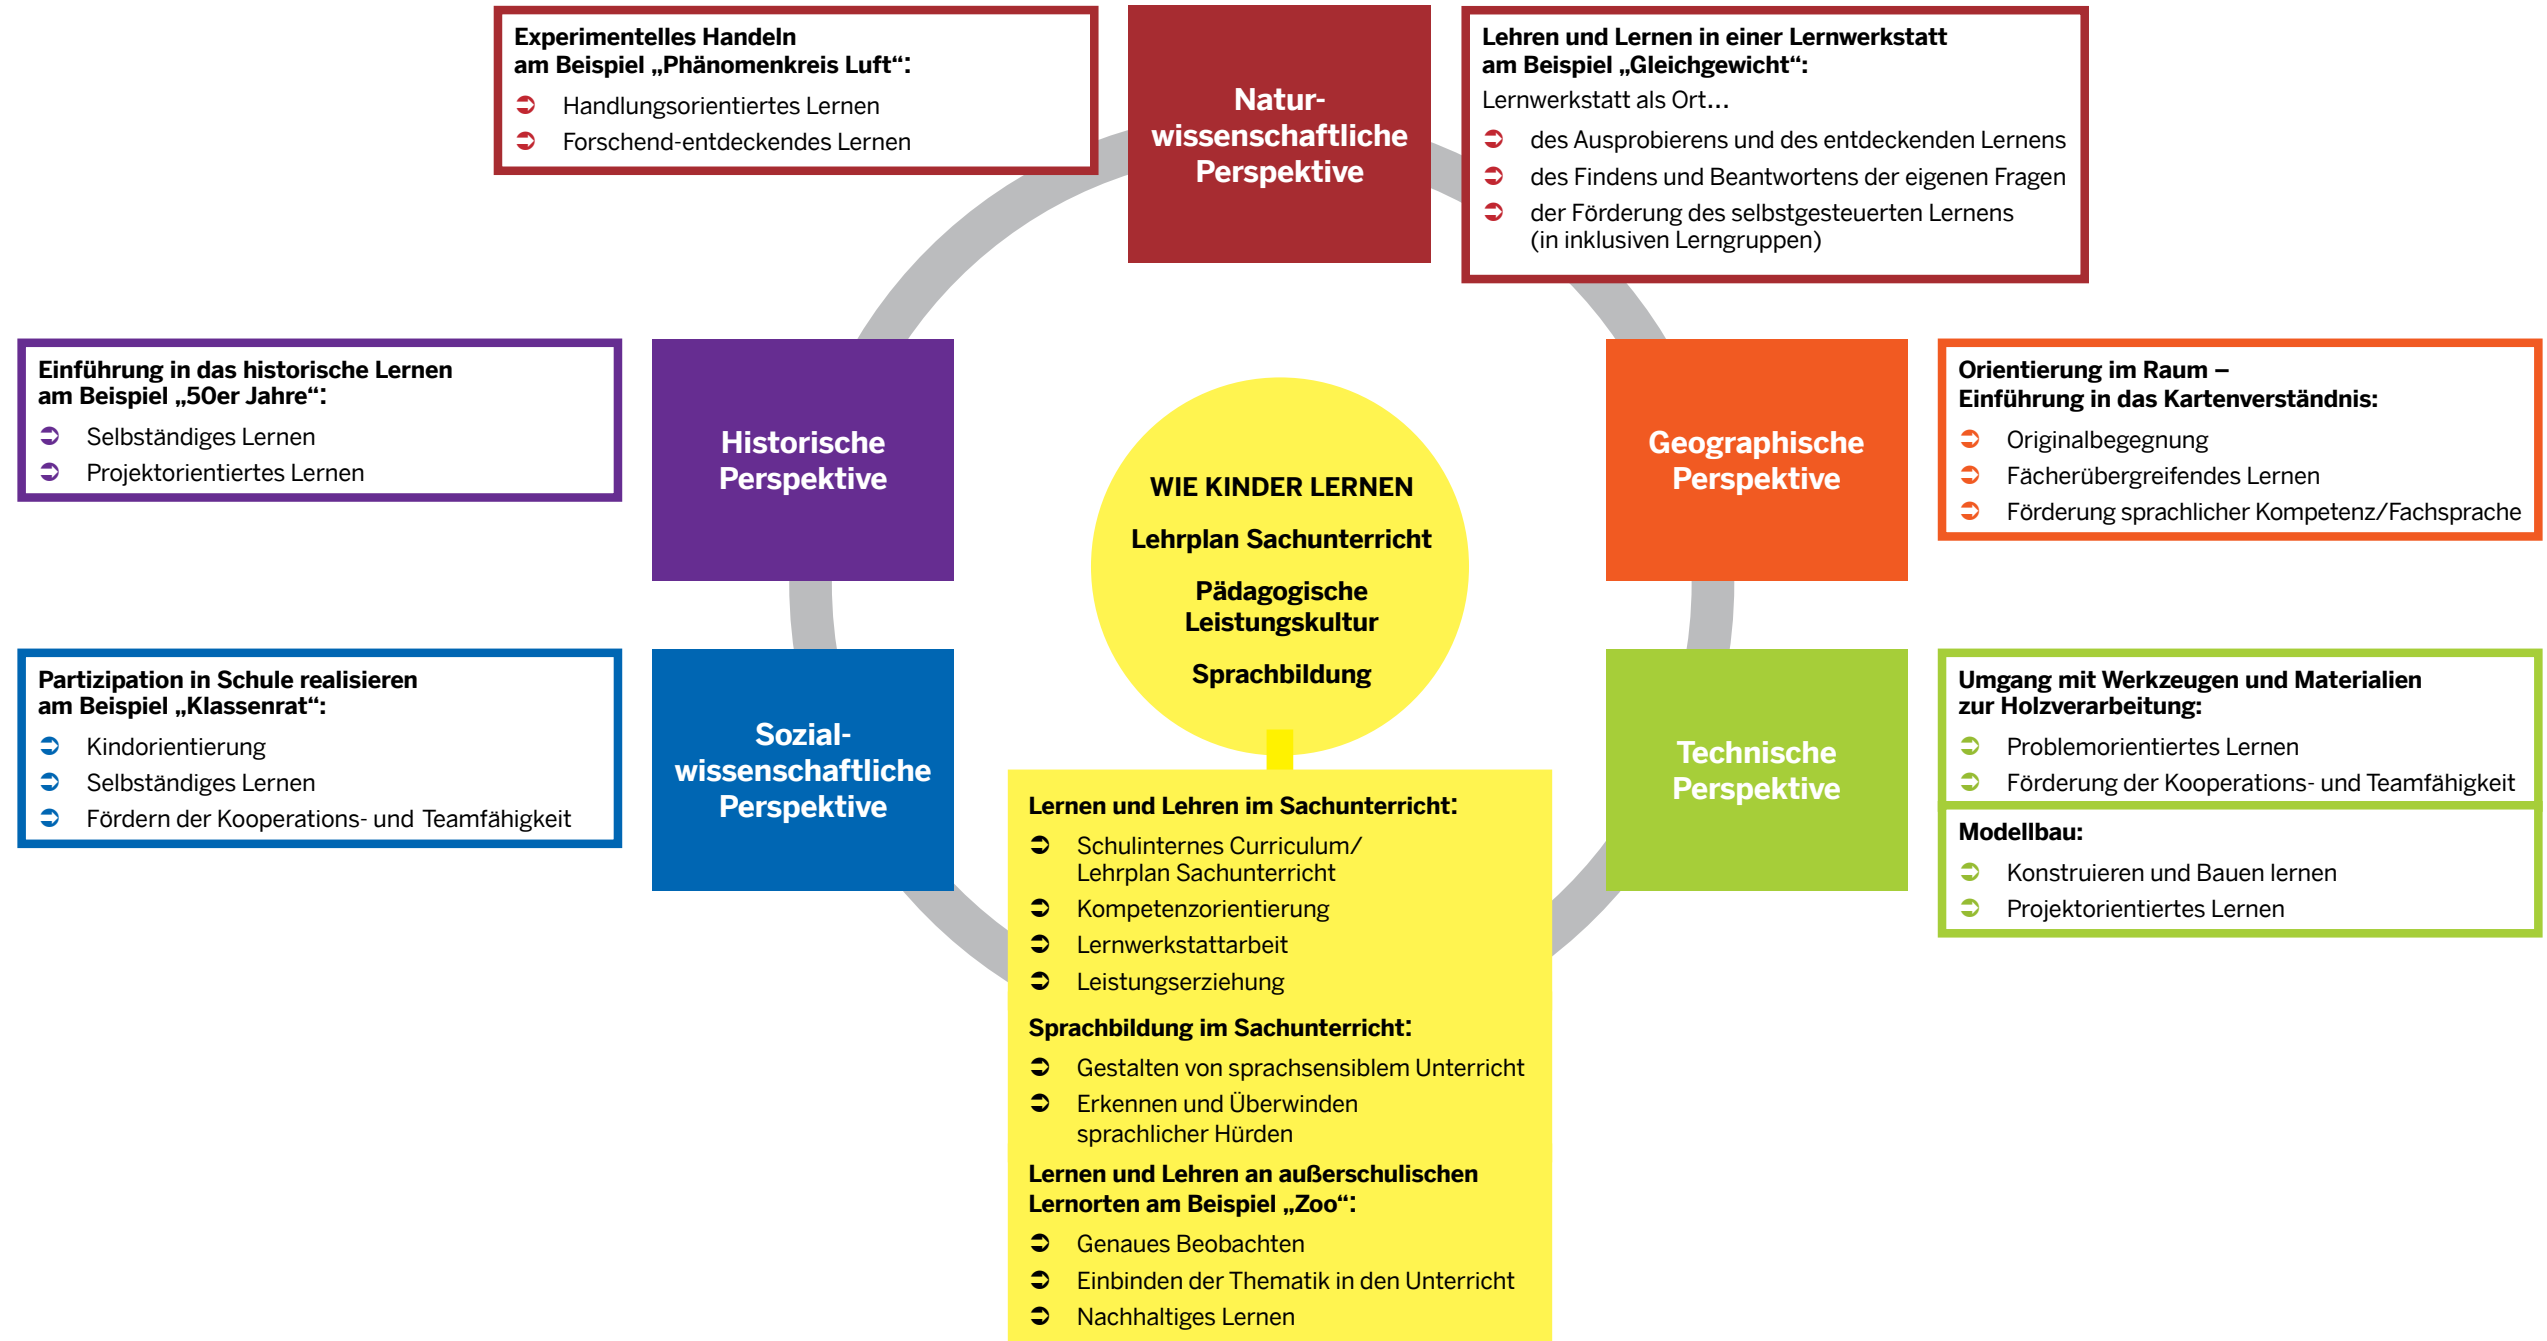 Experimentelles Handeln
am Beispiel „Phänomenkreis Luft“:
Handlungsorientiertes Lernen
Forschend-entdeckendes Lernen
Natur-
wissenschaftliche
Perspektive
Lehren und Lernen in einer Lernwerkstatt
am Beispiel „Gleichgewicht“:
Lernwerkstatt als Ort...
des Ausprobierens und des entdeckenden Lernens
des Findens und Beantwortens der eigenen Fragen
der Förderung des selbstgesteuerten Lernens
(in inklusiven Lerngruppen)
Einführung in das historische Lernen
am Beispiel „50er Jahre“:
Selbständiges Lernen
Projektorientiertes Lernen
Historische
Perspektive
WIE KINDER LERNEN
Lehrplan Sachunterricht
Pädagogische
Leistungskultur
Sprachbildung
Geographische
Perspektive
Orientierung im Raum –
Einführung in das Kartenverständnis:
Originalbegegnung
Fächerübergreifendes Lernen
Förderung sprachlicher Kompetenz/Fachsprache
Partizipation in Schule realisieren
am Beispiel „Klassenrat“:
Kindorientierung
Selbständiges Lernen
Fördern der Kooperations- und Teamfähigkeit
Sozial-
wissenschaftliche
Perspektive
Technische
Perspektive
Umgang mit Werkzeugen und Materialien
zur Holzverarbeitung:
Problemorientiertes Lernen
Förderung der Kooperations- und Teamfähigkeit
Modellbau:
Konstruieren und Bauen lernen
Projektorientiertes Lernen
Lernen und Lehren im Sachunterricht:
Schulinternes Curriculum/
Lehrplan Sachunterricht
Kompetenzorientierung
Lernwerkstattarbeit
Leistungserziehung
Sprachbildung im Sachunterricht:
Gestalten von sprachsensiblem Unterricht
Erkennen und Überwinden
sprachlicher Hürden
Lernen und Lehren an außerschulischen
Lernorten am Beispiel „Zoo“:
Genaues Beobachten
Einbinden der Thematik in den Unterricht
Nachhaltiges Lernen